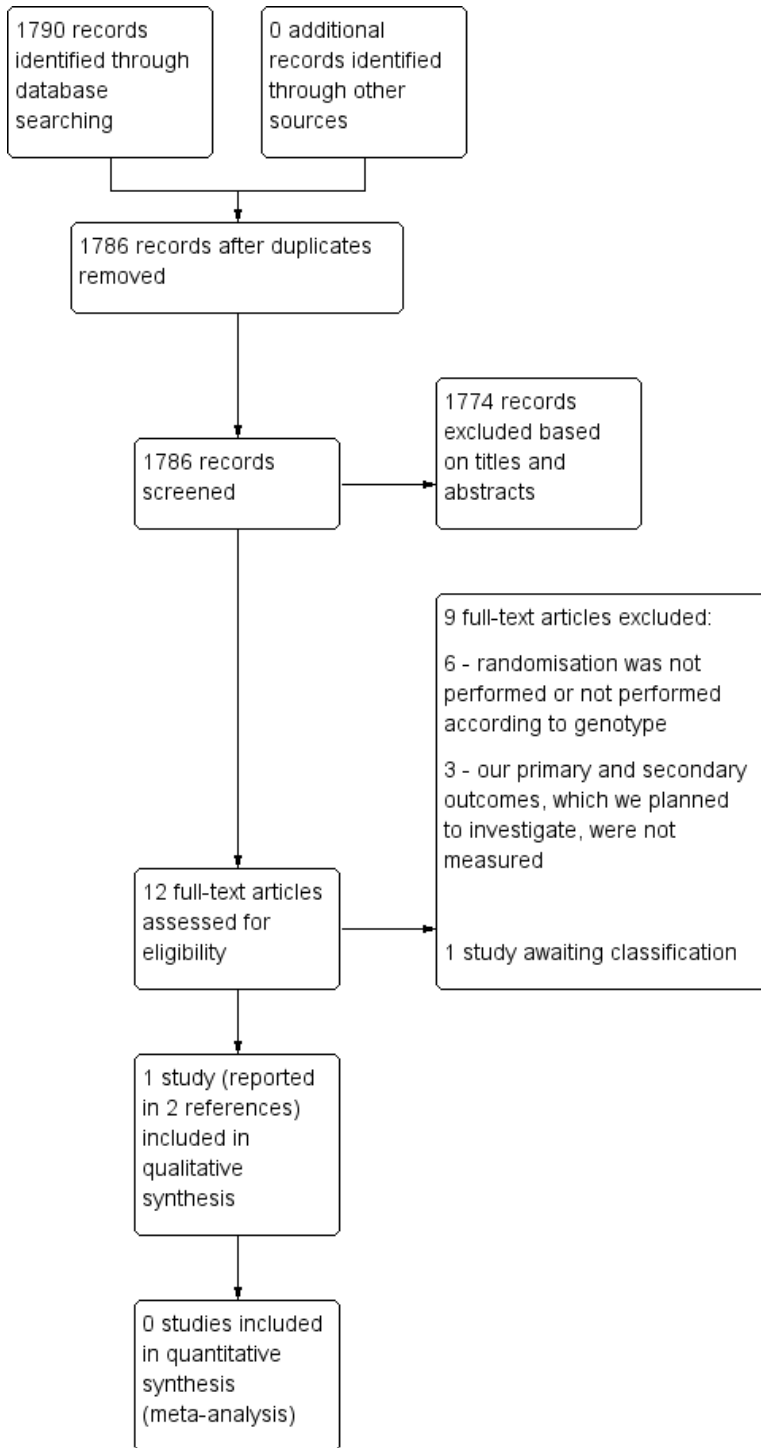 1790 records
identified through
database
searching
0 additional
records identified
through other
sources
1786 records after duplicates
removed
1774 records
excluded based
on titles and
abstracts
1786 records
screened
9 full-text articles excluded:
6 - randomisation was not
performed or not performed
according to genotype
3 - our primary and secondary
outcomes, which we planned
to investigate, were not
measured
1 study awaiting classification
12 full-text articles
assessed for
eligibility
1 study (reported
in 2 references)
included in
qualitative
synthesis
0 studies included
in quantitative
synthesis
(meta-analysis)